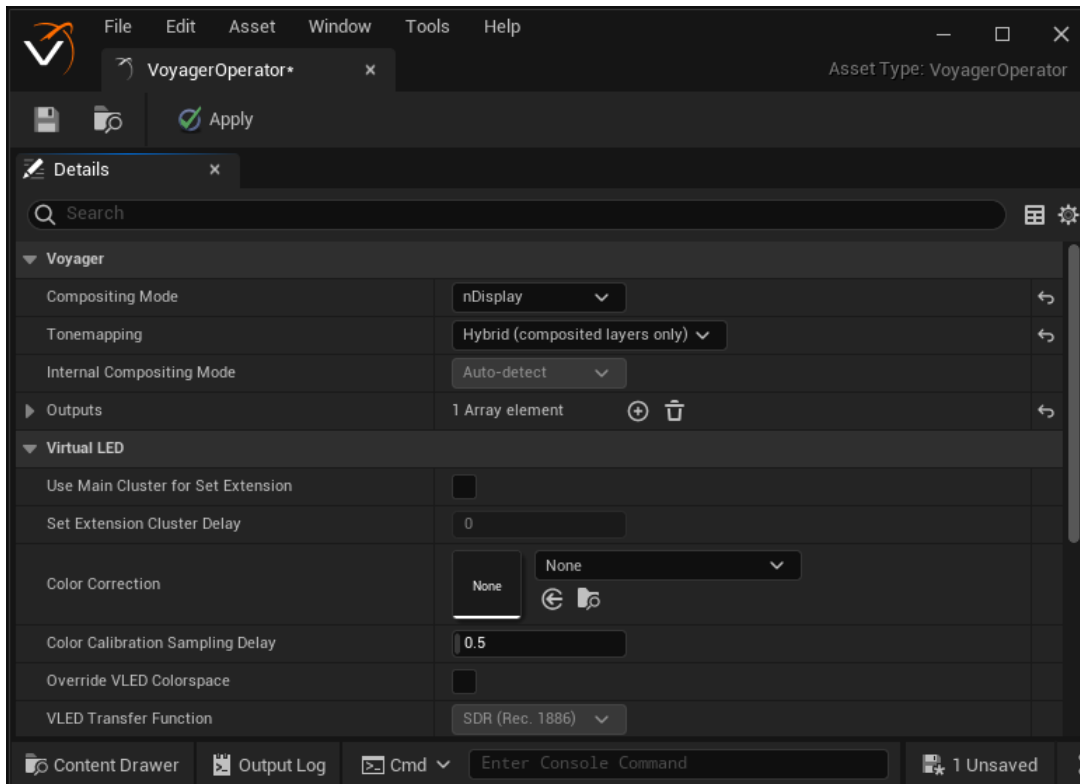 File Edit Asset Window Tools Help
VoyagerOperator*
Asset Type: VoyagerOperator
Apply
Details
Search
Voyager
Compositing Mode nDisplay
Tonemapping Hybrid (composited layers only)
Internal Compositing Mode Auto-detect
Outputs 1 Array element
Virtual LED
Use Main Cluster for Set Extension
Set Extension Cluster Delay 0
Color Correction None None
Color Calibration Sampling Delay 0.5
Override VLED Colorspace
VLED Transfer Function SDR (Rec. 1886)
Content Drawer Output Log Cmd Enter Console Command 1 Unsaved